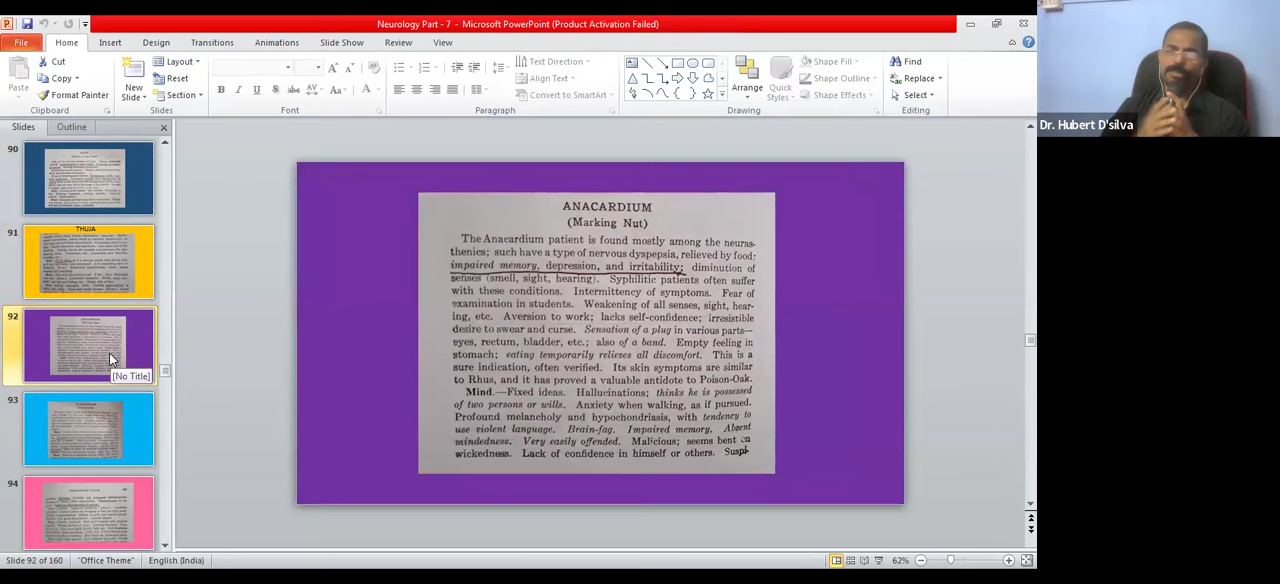 Neurology Part - 7 - Microsoft PowerPoint (Product Activation Failed)
File Home Insert Design Transitions Animations Slide Show Review View
Paste
Cut
Copy
Format Painter
Clipboard
New Slide
Layout
Reset
Section
Slides
Font
Text Direction
Align Text
Convert to SmartArt
Paragraph
Arrange
Quick Styles
Shape Fill
Shape Outline
Shape Effects
Drawing
Find
Replace
Select
Editing
Dr. Hubert D'silva
Slides Outline
90
91
THUJA
92
[No Title]
93
94
ANACARDIUM
(Marking Nut)
The Anacardium patient is found mostly among the neuras-
thenics; such have a type of nervous dyspepsia, relieved by food;
impaired memory, depression, and irritability; diminution of
senses (smell, sight, hearing). Syphilitic patients often suffer
with these conditions. Intermittency of symptoms. Fear of
examination in students. Weakening of all senses, sight, hear-
ing, etc. Aversion to work; lacks self-confidence; irresistible
desire to swear and curse. Sensation of a plug in various parts—
eyes, rectum, bladder, etc.; also of a band. Empty feeling in
stomach; eating temporarily relieves all discomfort. This is a
sure indication, often verified. Its skin symptoms are similar
to Rhus, and it has proved a valuable antidote to Poison-Oak.
Mind.—Fixed ideas. Hallucinations; thinks he is possessed
of two persons or wills. Anxiety when walking, as if pursued.
Profound melancholy and hypochondriasis, with tendency to
use violent language. Brain-fag. Impaired memory. Absent
mindedness. Very easily offended. Malicious; seems bent on
wickedness. Lack of confidence in himself or others. Susp
Slide 92 of 160 "Office Theme" English (India) 62%